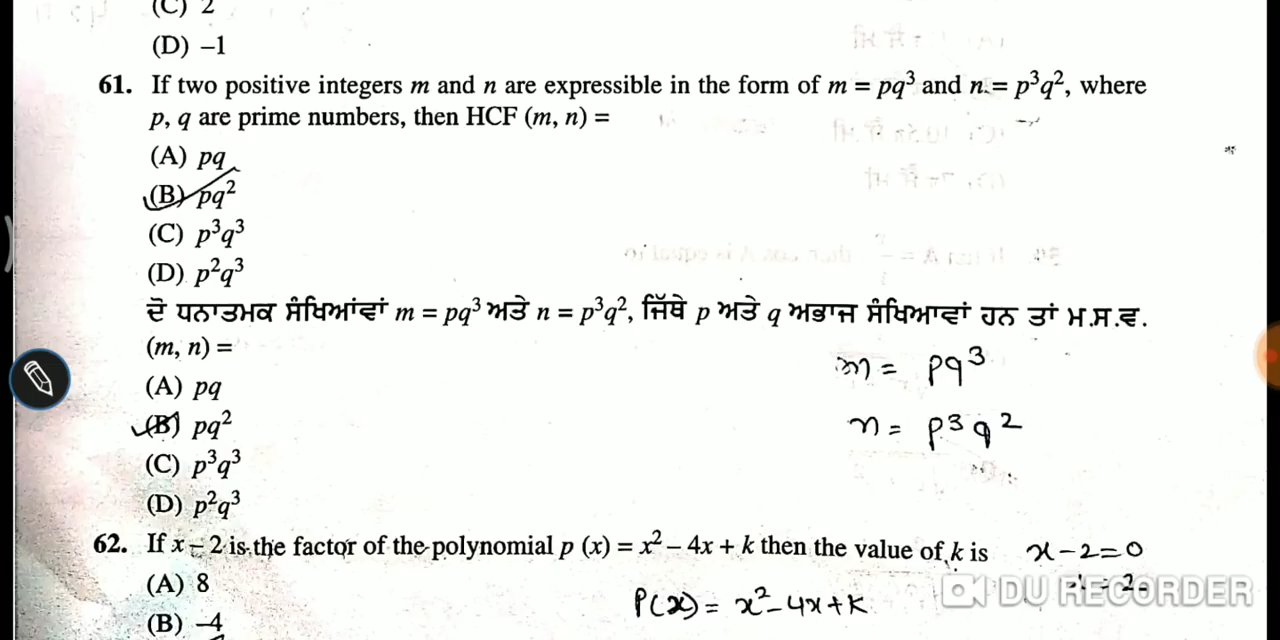 (C) 2
(D) –1
61. If two positive integers m and n are expressible in the form of m = pq³ and n = p³q², where
p, q are prime numbers, then HCF (m, n) =
(A) pq
(B) pq²
(C) p³q³
(D) p²q³
ਦੋ ਧਨਾਤਮਕ ਸੰਖਿਆਂਵਾਂ m = pq³ ਅਤੇ n = p³q², ਜਿੱਥੇ p ਅਤੇ q ਅਭਾਜ ਸੰਖਿਆਵਾਂ ਹਨ ਤਾਂ ਮ.ਸ.ਵ.
(m, n) =
m = pq³
(A) pq
(B) pq²
n = p³q²
(C) p³q³
(D) p²q³
62. If x – 2 is the factor of the polynomial p (x) = x² – 4x + k then the value of k is
x – 2 = 0
(A) 8
DU RECORDER
P(x) = x² – 4x + k
(B) –4